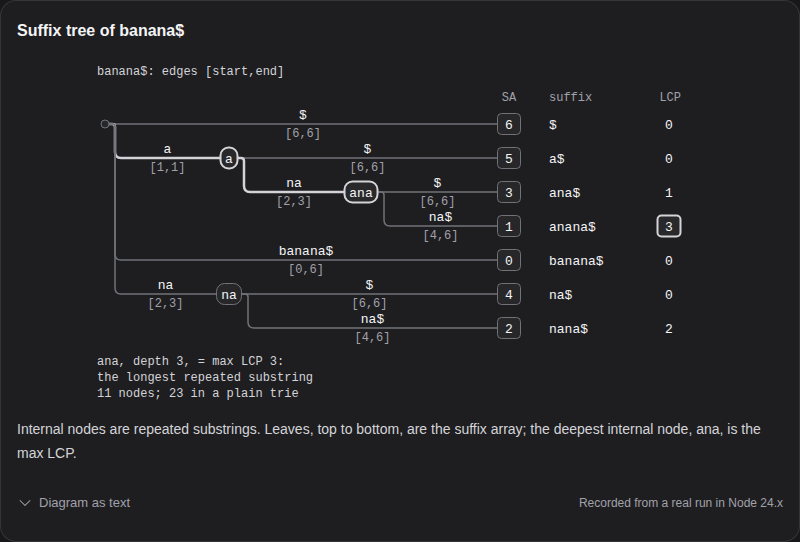 Suffix tree of banana$
banana$: edges [start,end]
SA suffix LCP
$
[6,6]
6 $ 0
a
[1,1]
a
$
[6,6]
5 a$ 0
na
[2,3]
ana
$
[6,6]
3 ana$ 1
na$
[4,6]
1 anana$ 3
banana$
[0,6]
0 banana$ 0
na
[2,3]
na
$
[6,6]
4 na$ 0
na$
[4,6]
2 nana$ 2
ana, depth 3, = max LCP 3:
the longest repeated substring
11 nodes; 23 in a plain trie
Internal nodes are repeated substrings. Leaves, top to bottom, are the suffix array; the deepest internal node, ana, is the
max LCP.
Diagram as text
Recorded from a real run in Node 24.x